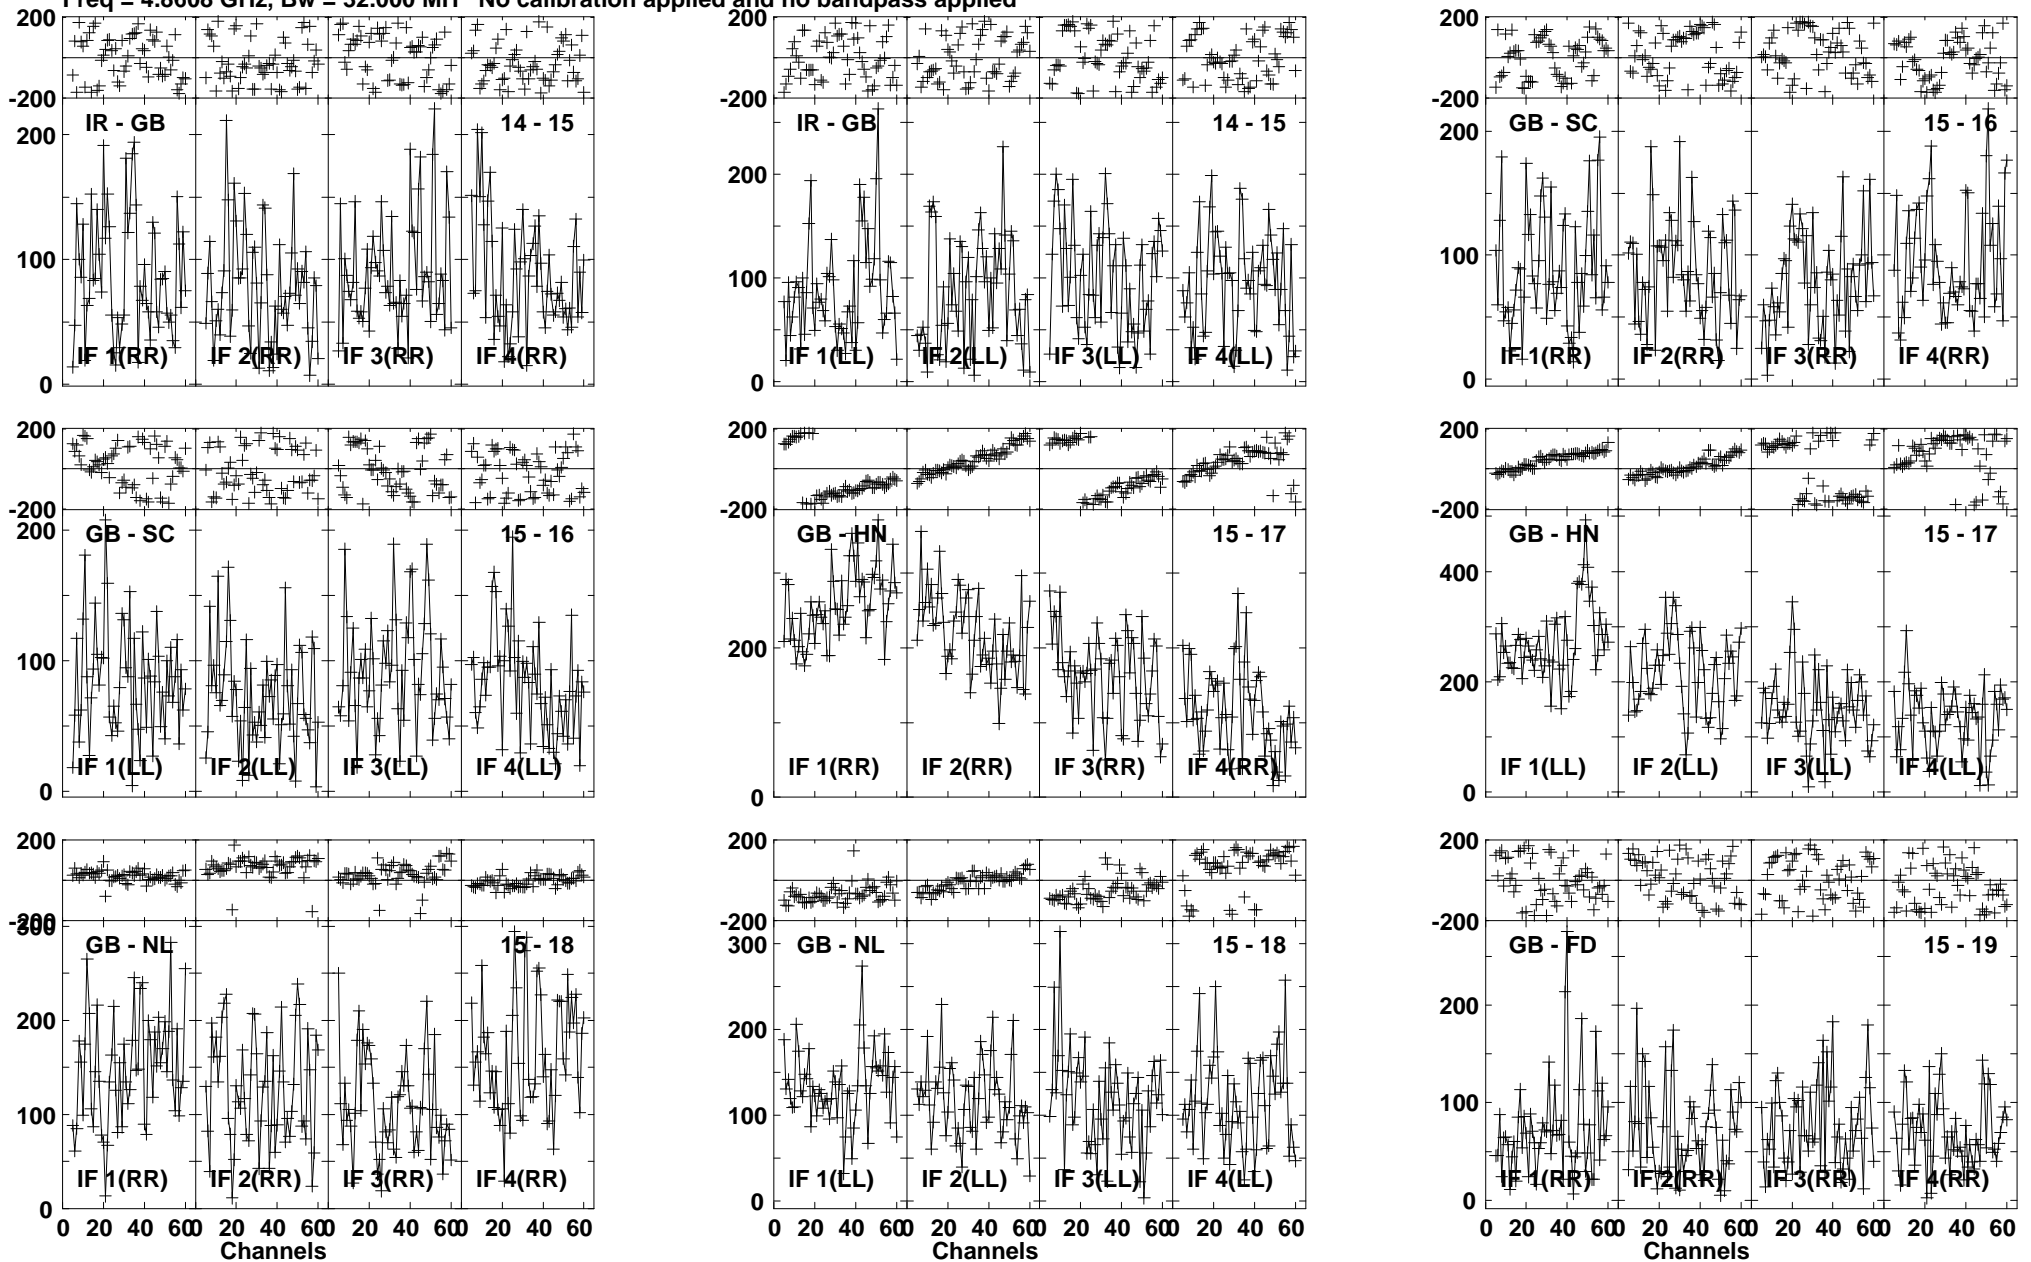 Freq = 4.8608 GHz, Bw = 32.000 MH No calibration applied and no bandpass applied
200
-200
200
100
0
IR - GB
14 - 15
IF 1(RR)
IF 2(RR)
IF 3(RR)
IF 4(RR)
200
-200
200
100
0
IR - GB
14 - 15
IF 1(LL)
IF 2(LL)
IF 3(LL)
IF 4(LL)
200
-200
200
100
0
GB - SC
15 - 16
IF 1(RR)
IF 2(RR)
IF 3(RR)
IF 4(RR)
200
-200
200
100
0
GB - SC
15 - 16
IF 1(LL)
IF 2(LL)
IF 3(LL)
IF 4(LL)
200
-200
200
0
GB - HN
15 - 17
IF 1(RR)
IF 2(RR)
IF 3(RR)
IF 4(RR)
200
-200
400
200
0
GB - HN
15 - 17
IF 1(LL)
IF 2(LL)
IF 3(LL)
IF 4(LL)
200
-200
300
200
100
0
GB - NL
15 - 18
IF 1(RR)
IF 2(RR)
IF 3(RR)
IF 4(RR)
0 20 40 60 0 20 40 60 0 20 40 60 0 20 40 60
Channels
200
-200
300
200
100
0
GB - NL
15 - 18
IF 1(LL)
IF 2(LL)
IF 3(LL)
IF 4(LL)
0 20 40 60 0 20 40 60 0 20 40 60 0 20 40 60
Channels
200
-200
200
100
0
GB - FD
15 - 19
IF 1(RR)
IF 2(RR)
IF 3(RR)
IF 4(RR)
0 20 40 60 0 20 40 60 0 20 40 60 0 20 40 60
Channels